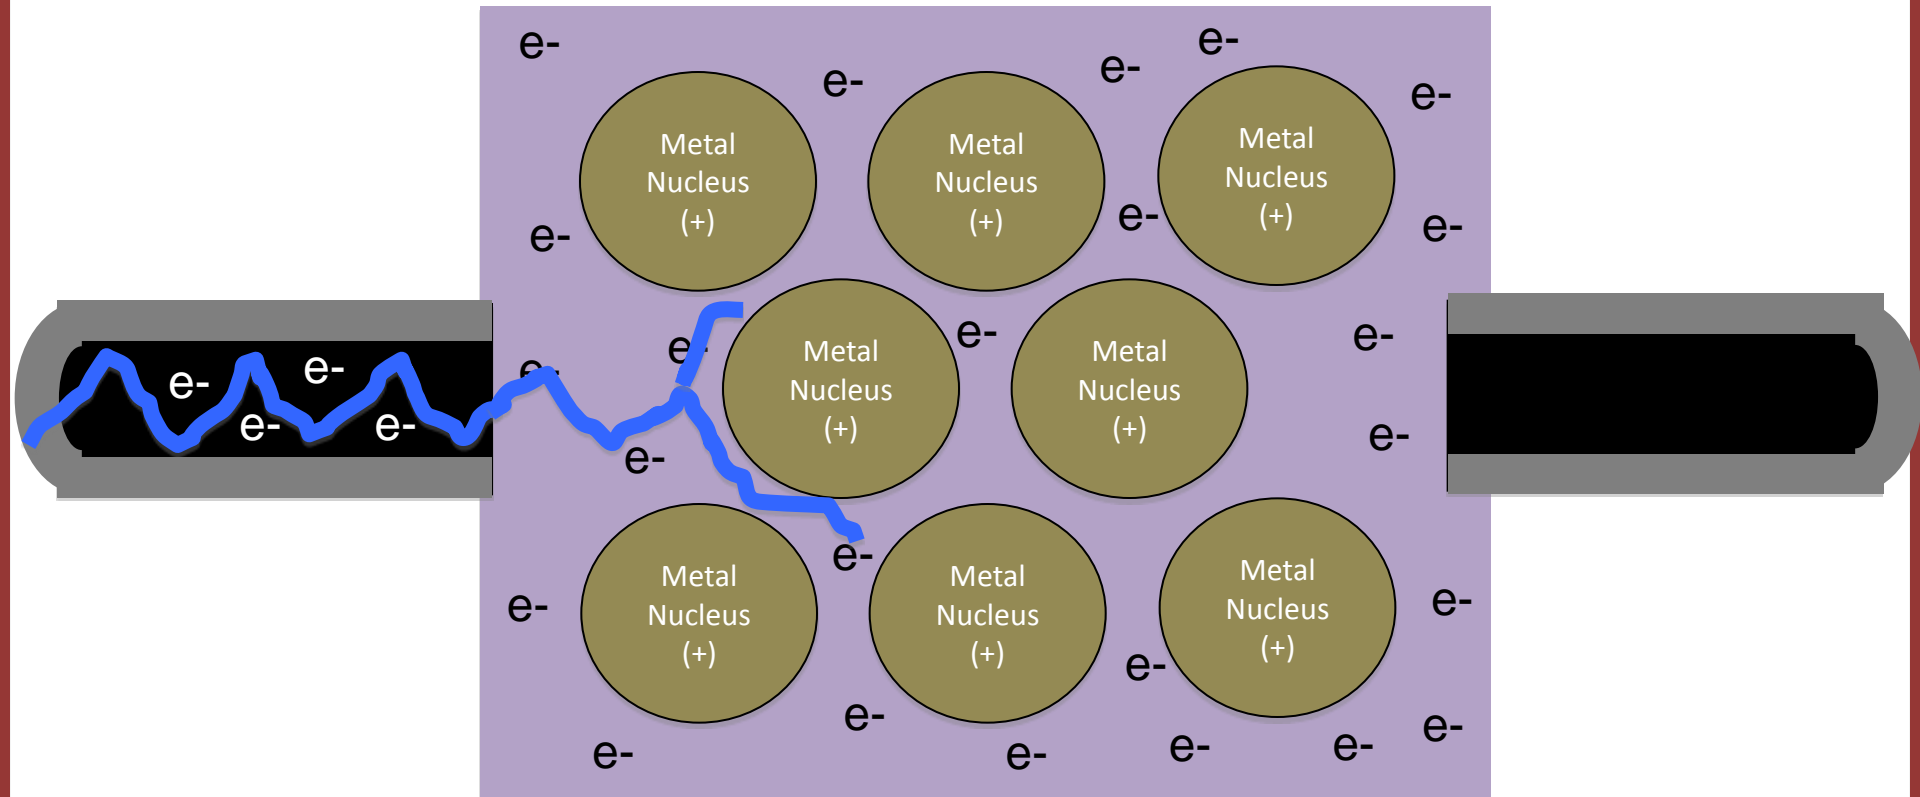 e-
e-
e-
e-
e-
Metal
Nucleus
(+)
Metal
Nucleus
(+)
Metal
Nucleus
(+)
e-
e-
e-
e-
e-
e-
e-
e-
Metal
Nucleus
(+)
Metal
Nucleus
(+)
e-
e-
e-
e-
e-
e-
e-
e-
Metal
Nucleus
(+)
Metal
Nucleus
(+)
Metal
Nucleus
(+)
e-
e-
e-
e-
e-
e-
e-
e-
e-